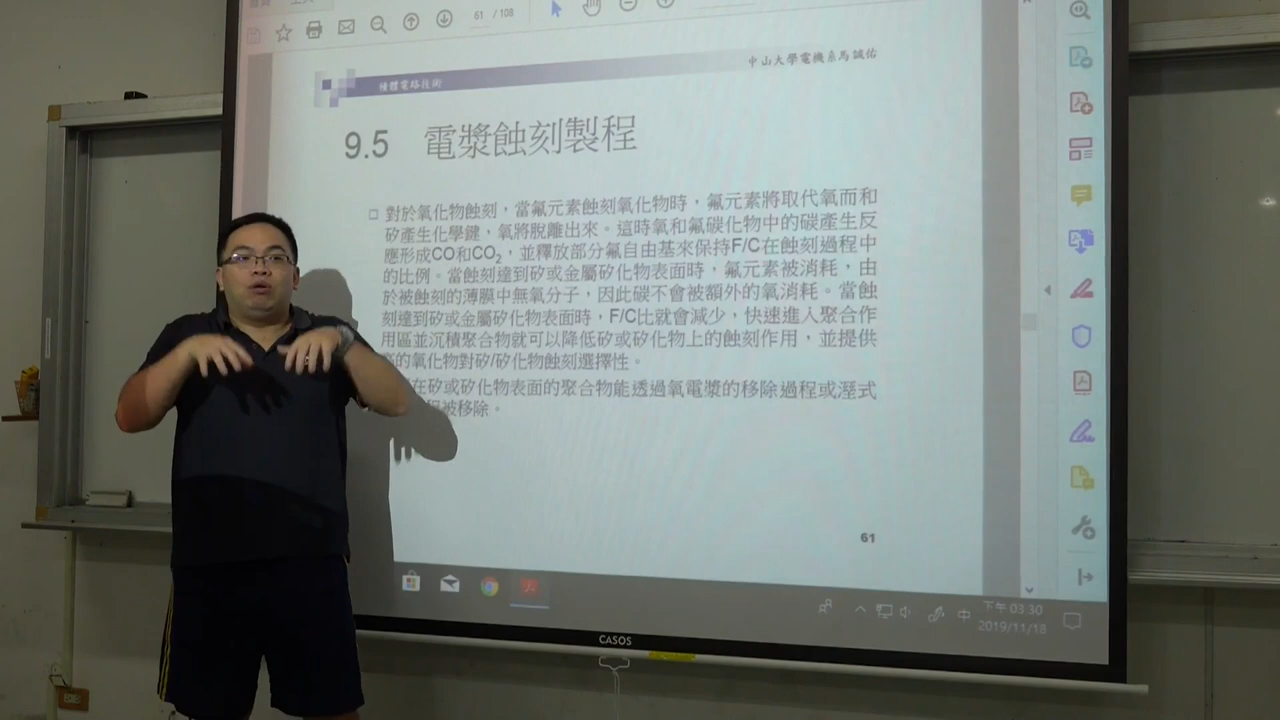 61 / 108
積體電路技術
中山大學電機系馬誠佑
9.5 電漿蝕刻製程
□ 對於氧化物蝕刻，當氟元素蝕刻氧化物時，氟元素將取代氧而和
矽產生化學鍵，氧將脫離出來。這時氧和氟碳化物中的碳產生反
應形成CO和CO₂，並釋放部分氟自由基來保持F/C在蝕刻過程中
的比例。當蝕刻達到矽或金屬矽化物表面時，氟元素被消耗，由
於被蝕刻的薄膜中無氧分子，因此碳不會被額外的氧消耗。當蝕
刻達到矽或金屬矽化物表面時，F/C比就會減少，快速進入聚合作
用區並沉積聚合物就可以降低矽或矽化物上的蝕刻作用，並提供
的氧化物對矽/矽化物蝕刻選擇性。
在矽或矽化物表面的聚合物能透過氧電漿的移除過程或溼式
程被移除。
61
中
下午 03:30
2019/11/18
CASOS